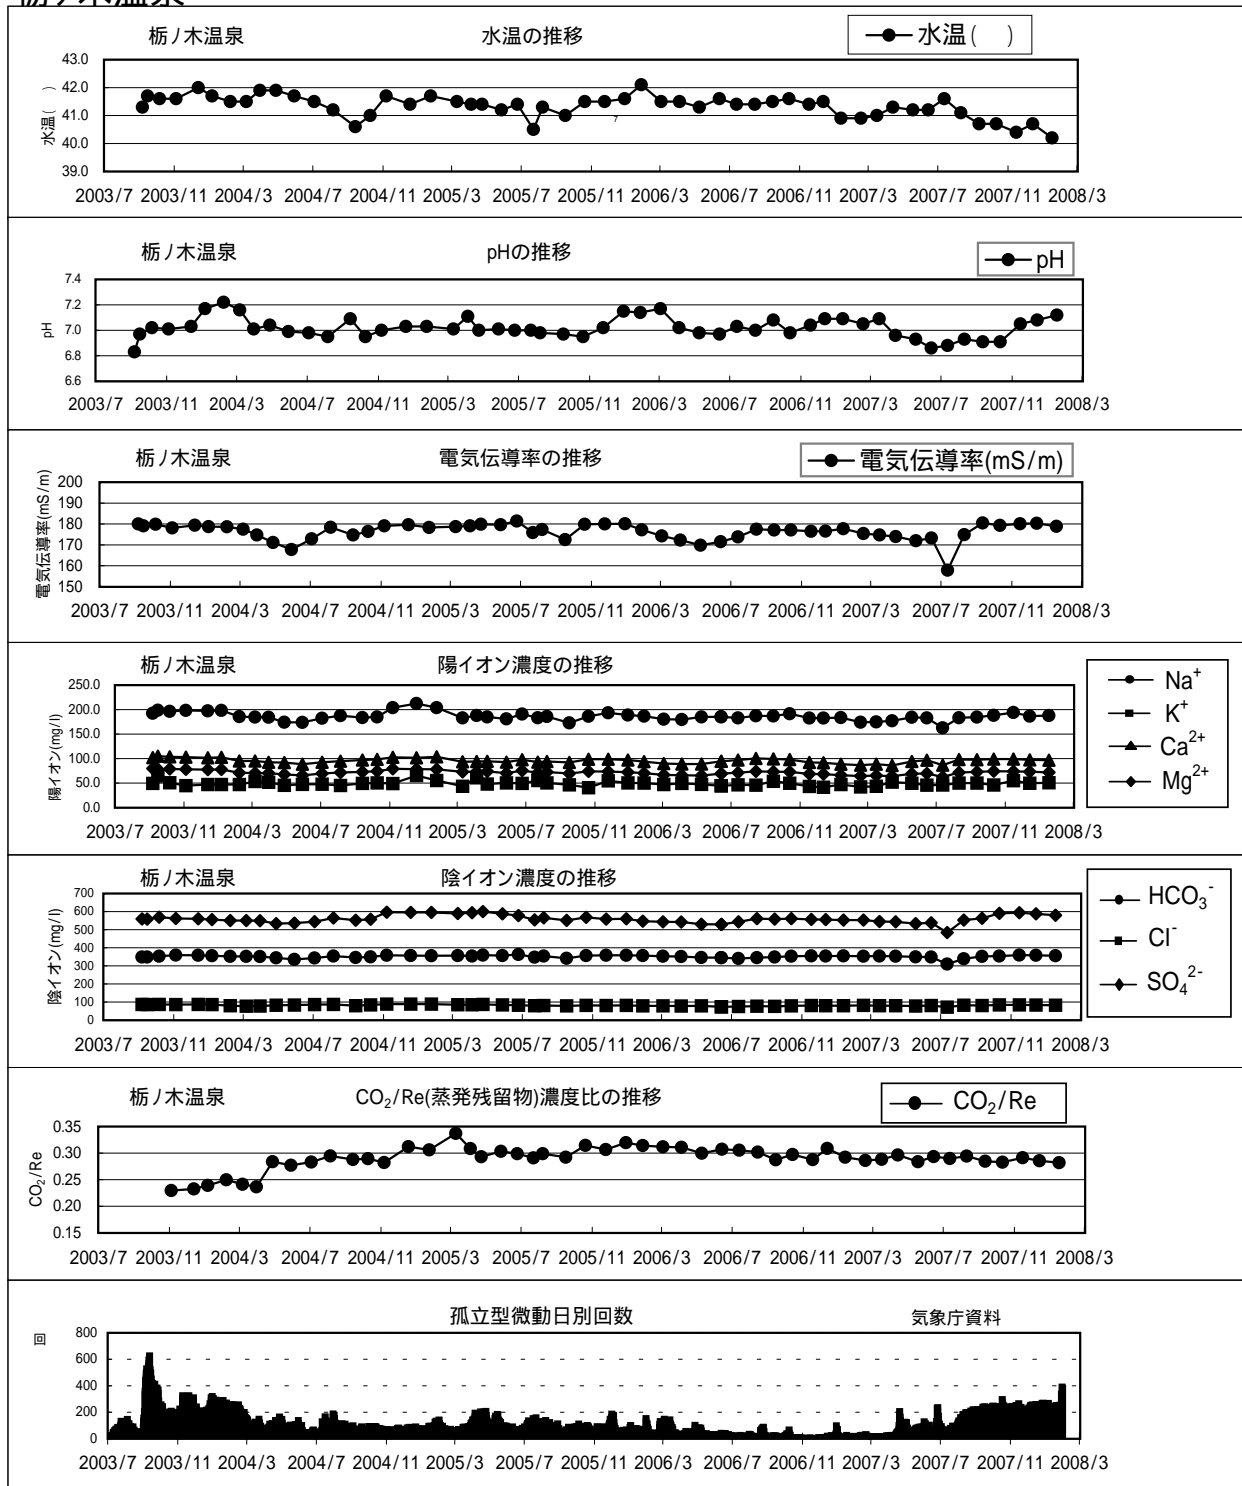 栃ノ木温泉
栃ノ木温泉 水温の推移 水温( )
水温( )
43.0
42.0
41.0
40.0
39.0
7
2003/7 2003/11 2004/3 2004/7 2004/11 2005/3 2005/7 2005/11 2006/3 2006/7 2006/11 2007/3 2007/7 2007/11 2008/3
栃ノ木温泉 pHの推移 pH
pH
7.4
7.2
7.0
6.8
6.6
2003/7 2003/11 2004/3 2004/7 2004/11 2005/3 2005/7 2005/11 2006/3 2006/7 2006/11 2007/3 2007/7 2007/11 2008/3
栃ノ木温泉 電気伝導率の推移 電気伝導率(mS/m)
電気伝導率(mS/m)
200
190
180
170
160
150
2003/7 2003/11 2004/3 2004/7 2004/11 2005/3 2005/7 2005/11 2006/3 2006/7 2006/11 2007/3 2007/7 2007/11 2008/3
栃ノ木温泉 陽イオン濃度の推移
陽イオン(mg/l)
250.0
200.0
150.0
100.0
50.0
0.0
Na⁺
K⁺
Ca²⁺
Mg²⁺
2003/7 2003/11 2004/3 2004/7 2004/11 2005/3 2005/7 2005/11 2006/3 2006/7 2006/11 2007/3 2007/7 2007/11 2008/3
栃ノ木温泉 陰イオン濃度の推移
陰イオン(mg/l)
700
600
500
400
300
200
100
0
HCO₃⁻
Cl⁻
SO₄²⁻
2003/7 2003/11 2004/3 2004/7 2004/11 2005/3 2005/7 2005/11 2006/3 2006/7 2006/11 2007/3 2007/7 2007/11 2008/3
栃ノ木温泉 CO₂/Re(蒸発残留物)濃度比の推移 CO₂/Re
CO₂/Re
0.35
0.30
0.25
0.20
0.15
2003/7 2003/11 2004/3 2004/7 2004/11 2005/3 2005/7 2005/11 2006/3 2006/7 2006/11 2007/3 2007/7 2007/11 2008/3
孤立型微動日別回数 気象庁資料
回
800
600
400
200
0
2003/7 2003/11 2004/3 2004/7 2004/11 2005/3 2005/7 2005/11 2006/3 2006/7 2006/11 2007/3 2007/7 2007/11 2008/3